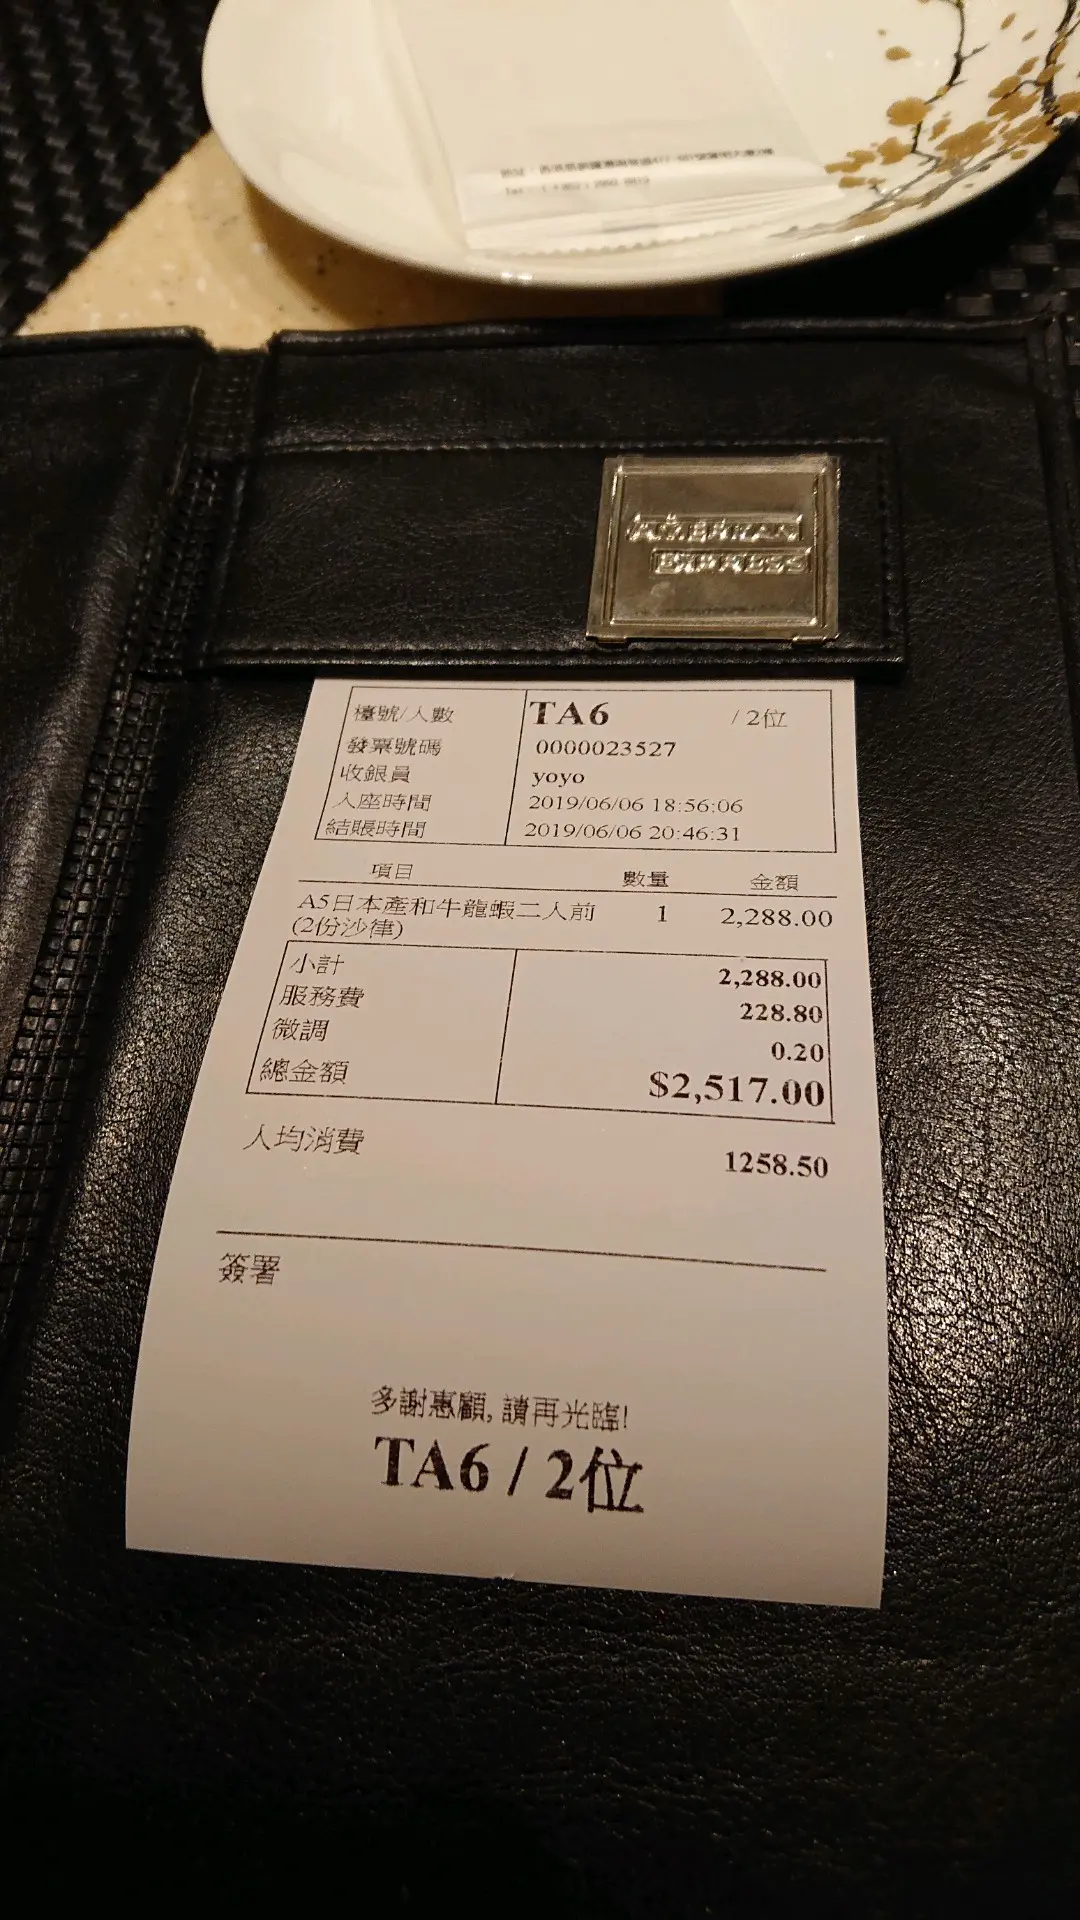 AMERICAN
EXPRESS
檯號/人數 TA6 / 2位
發票號碼 0000023527
收銀員 yoyo
入座時間 2019/06/06 18:56:06
結賬時間 2019/06/06 20:46:31
項目 數量 金額
A5日本產和牛龍蝦二人前 1 2,288.00
(2份沙律)
小計 2,288.00
服務費 228.80
微調 0.20
總金額 $2,517.00
人均消費 1258.50
簽署
多謝惠顧, 請再光臨!
TA6 / 2位